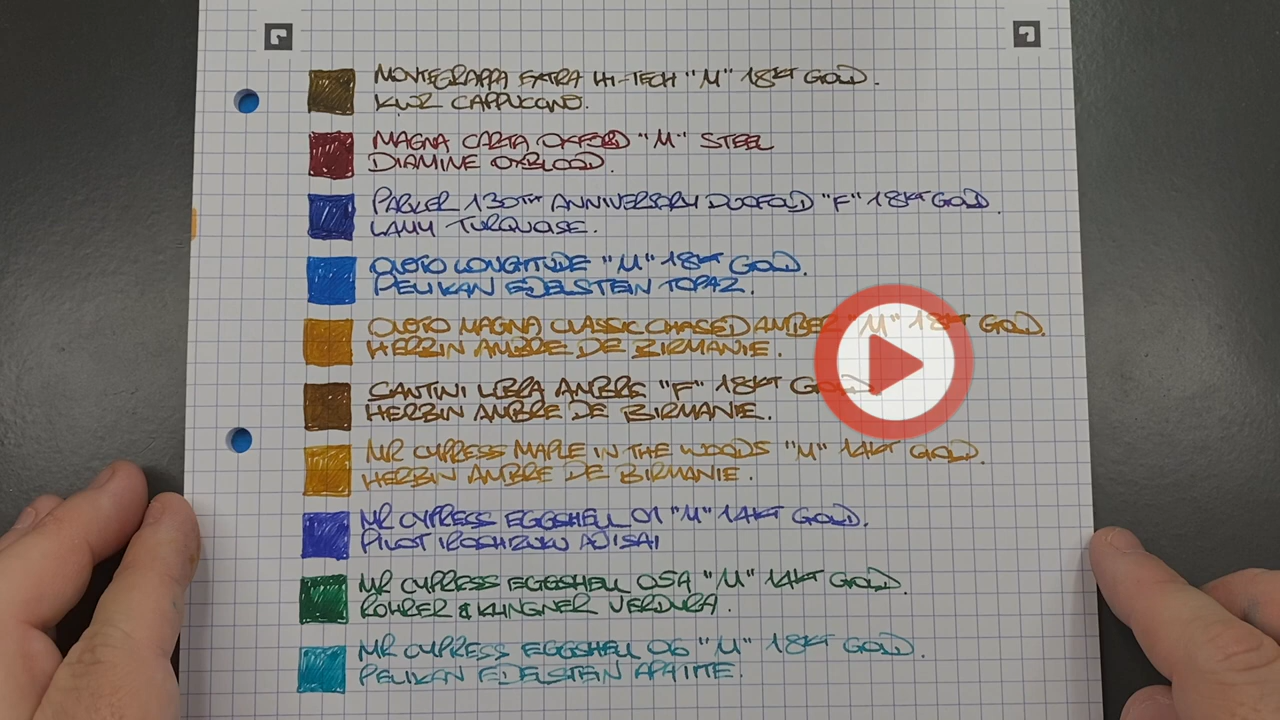 MONTEGRAPPA EXTRA HI-TECH "M" 18KT GOLD.
KWZ CAPPUCINO.
MAGNA CARTA OXFORD "M" STEEL
DIAMINE OXBLOOD.
PARKER 130TH ANNIVERSARY DUOFOLD "F" 18KT GOLD.
LAMY TURQUOISE.
ONOTO LONGITUDE "M" 18KT GOLD.
PELIKAN EDELSTEIN TOPAZ.
ONOTO MAGNA CLASSIC CHASED AMBER "M" 18KT GOLD.
HERBIN AMBRE DE BIRMANIE.
SANTINI LIBRA AMBRE "F" 18KT GOLD
HERBIN AMBRE DE BIRMANIE.
MR CYPRESS MAPLE IN THE WOODS "M" 14KT GOLD.
HERBIN AMBRE DE BIRMANIE.
MR CYPRESS EGGSHELL 01 "M" 14KT GOLD.
PILOT IROSHIZUKU AJISAI
MR CYPRESS EGGSHELL 05A "M" 14KT GOLD.
ROHRER & KLINGNER VERDURA.
MR CYPRESS EGGSHELL 06 "M" 18KT GOLD.
PELIKAN EDELSTEIN APATITE.